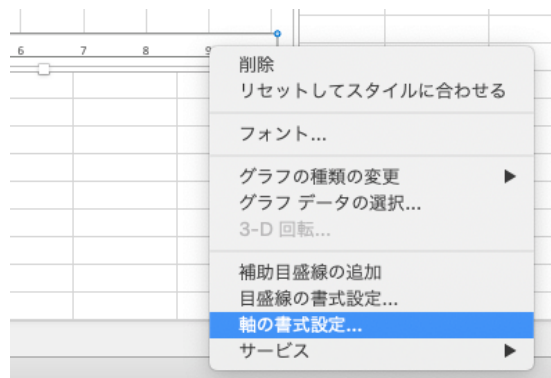 6 7 8 9
削除
リセットしてスタイルに合わせる
フォント...
グラフの種類の変更
グラフ データの選択...
3-D 回転...
補助目盛線の追加
目盛線の書式設定...
軸の書式設定...
サービス